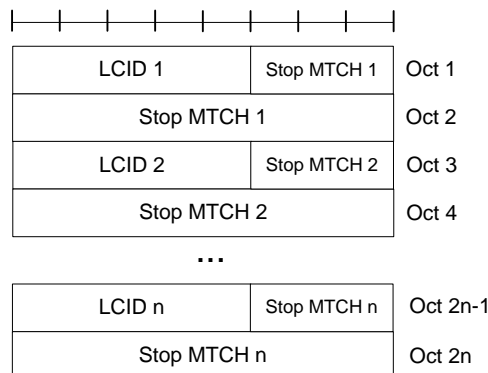 LCID 1 Stop MTCH 1 Oct 1
Stop MTCH 1 Oct 2
LCID 2 Stop MTCH 2 Oct 3
Stop MTCH 2 Oct 4
...
LCID n Stop MTCH n Oct 2n-1
Stop MTCH n Oct 2n